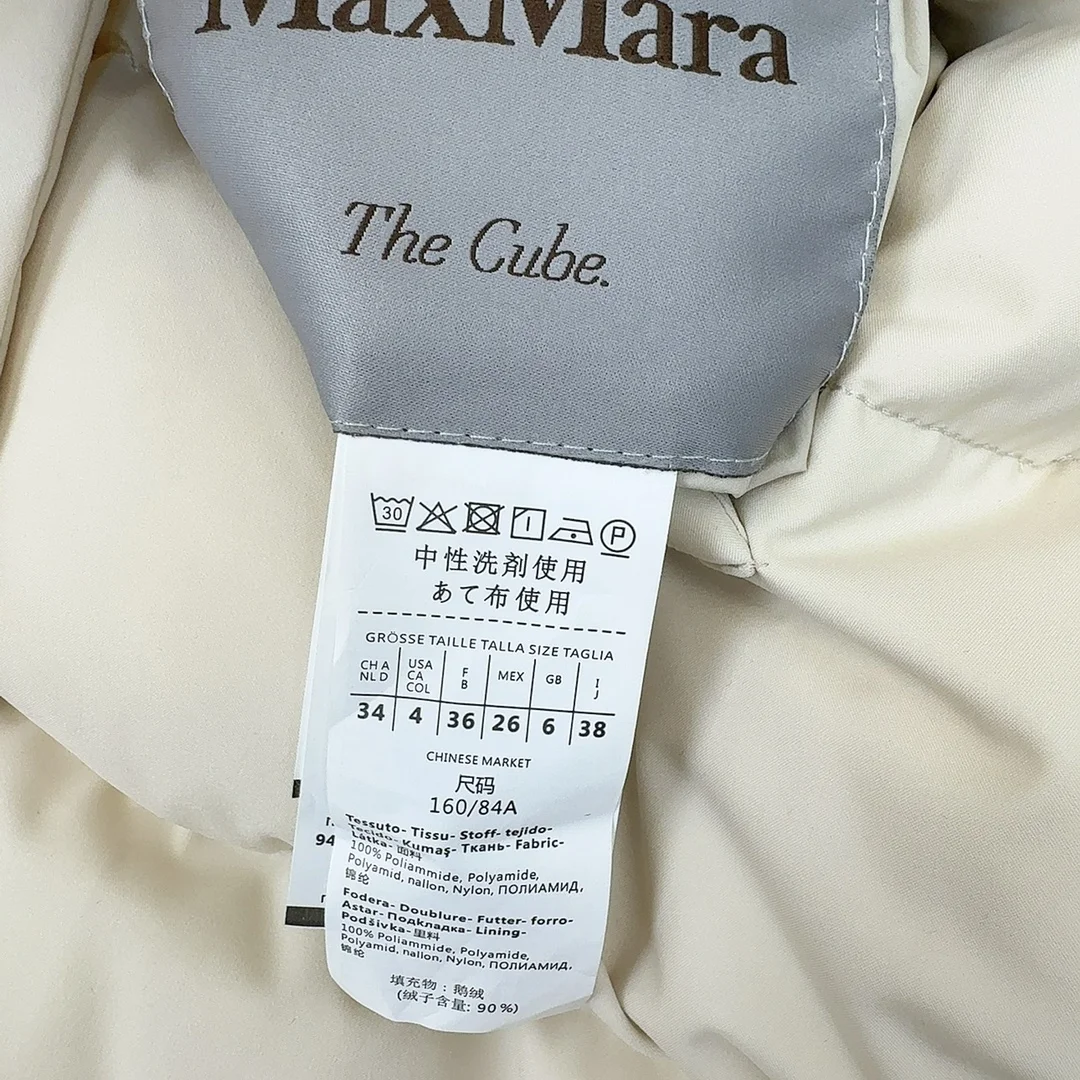 MaxMara
The Cube.
30
P
中性洗剤使用
あて布使用
GRÖSSE TAILLE TALLA SIZE TAGLIA
CH A NL D
USA CA COL
F B
MEX
GB
I J
34 4 36 26 6 38
CHINESE MARKET
尺码
160/84A
Tessuto- Tissu- Stoff- tejido-
Tecido- Kumaş- Ткань- Fabric-
Látka- 面料
100% Poliammide, Polyamide,
Polyamid, nallon, Nylon, ПОЛИАМИД,
锦纶
Fodera- Doublure- Futter- forro-
Astar- Подкладка- Lining-
Podšivka- 里料
100% Poliammide, Polyamide,
Polyamid, nallon, Nylon, ПОЛИАМИД,
锦纶
填充物：鹅绒
(绒子含量: 90%)
94